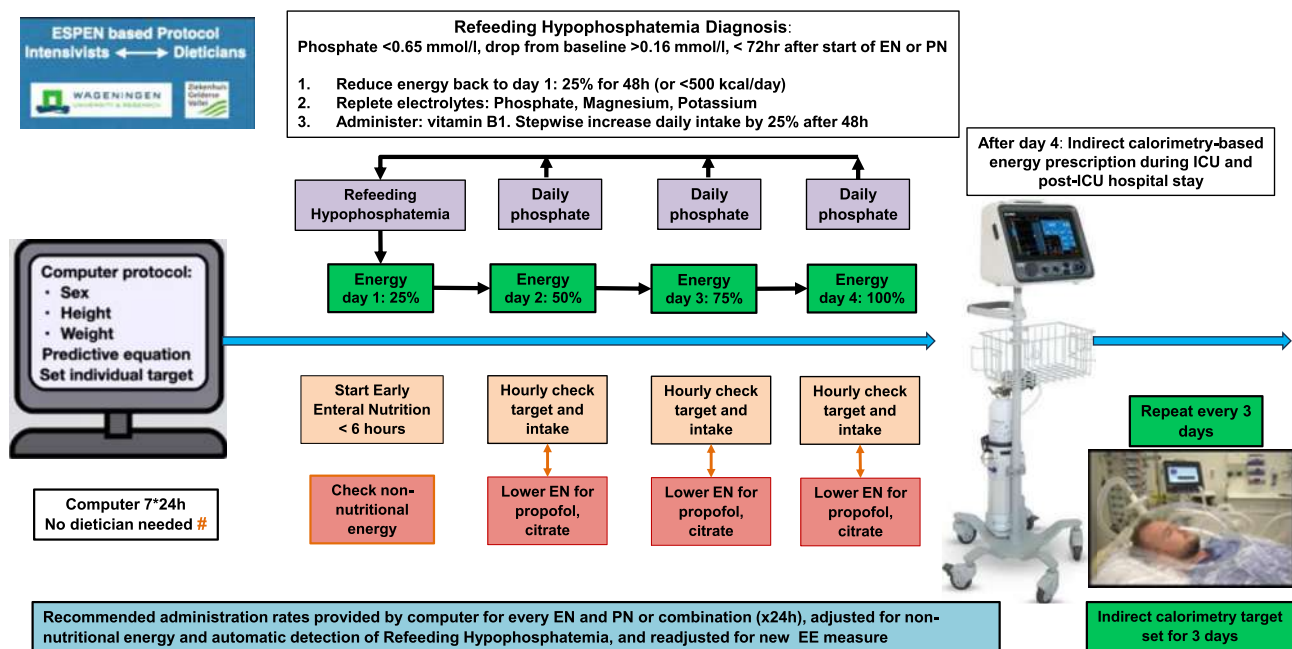 ESPEN based Protocol
Intensivists ⟷ Dieticians
WAGENINGEN
UNIVERSITY & RESEARCH
Ziekenhuis
Gelderse
Vallei
Refeeding Hypophosphatemia Diagnosis:
Phosphate <0.65 mmol/l, drop from baseline >0.16 mmol/l, < 72hr after start of EN or PN
1. Reduce energy back to day 1: 25% for 48h (or <500 kcal/day)
2. Replete electrolytes: Phosphate, Magnesium, Potassium
3. Administer: vitamin B1. Stepwise increase daily intake by 25% after 48h
After day 4: Indirect calorimetry-based
energy prescription during ICU and
post-ICU hospital stay
Refeeding
Hypophosphatemia
Daily
phosphate
Daily
phosphate
Daily
phosphate
Computer protocol:
· Sex
· Height
· Weight
Predictive equation
Set individual target
Energy
day 1: 25%
Energy
day 2: 50%
Energy
day 3: 75%
Energy
day 4: 100%
Start Early
Enteral Nutrition
< 6 hours
Hourly check
target and
intake
Hourly check
target and
intake
Hourly check
target and
intake
Repeat every 3
days
Computer 7*24h
No dietician needed #
Check non-
nutritional
energy
Lower EN for
propofol,
citrate
Lower EN for
propofol,
citrate
Lower EN for
propofol,
citrate
Recommended administration rates provided by computer for every EN and PN or combination (x24h), adjusted for non-
nutritional energy and automatic detection of Refeeding Hypophosphatemia, and readjusted for new EE measure
Indirect calorimetry target
set for 3 days